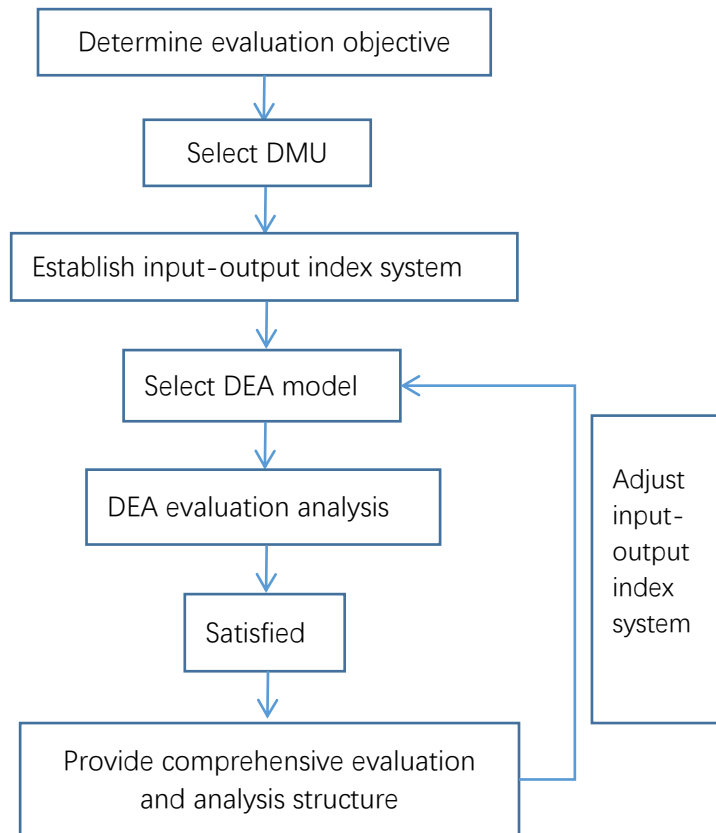 Determine evaluation objective
Select DMU
Establish input-output index system
Select DEA model
DEA evaluation analysis
Satisfied
Provide comprehensive evaluation
and analysis structure
Adjust
input-
output
index
system